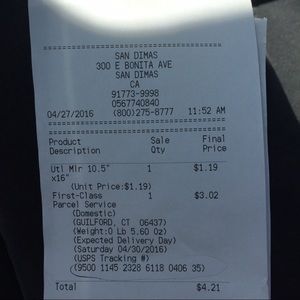 ==============================
SAN DIMAS
300 E BONITA AVE
SAN DIMAS
CA
91773-9998
0567740840
04/27/2016 (800)275-8777 11:52 AM
==============================
==============================
Product Sale Final
Description Qty Price
Utl Mlr 10.5" 1 $1.19
x16"
(Unit Price:$1.19)
First-Class 1 $3.02
Parcel Service
(Domestic)
(GUILFORD, CT 06437)
(Weight:0 Lb 5.60 Oz)
(Expected Delivery Day)
(Saturday 04/30/2016)
(USPS Tracking #)
(9500 1145 2328 6118 0406 35)
Total $4.21